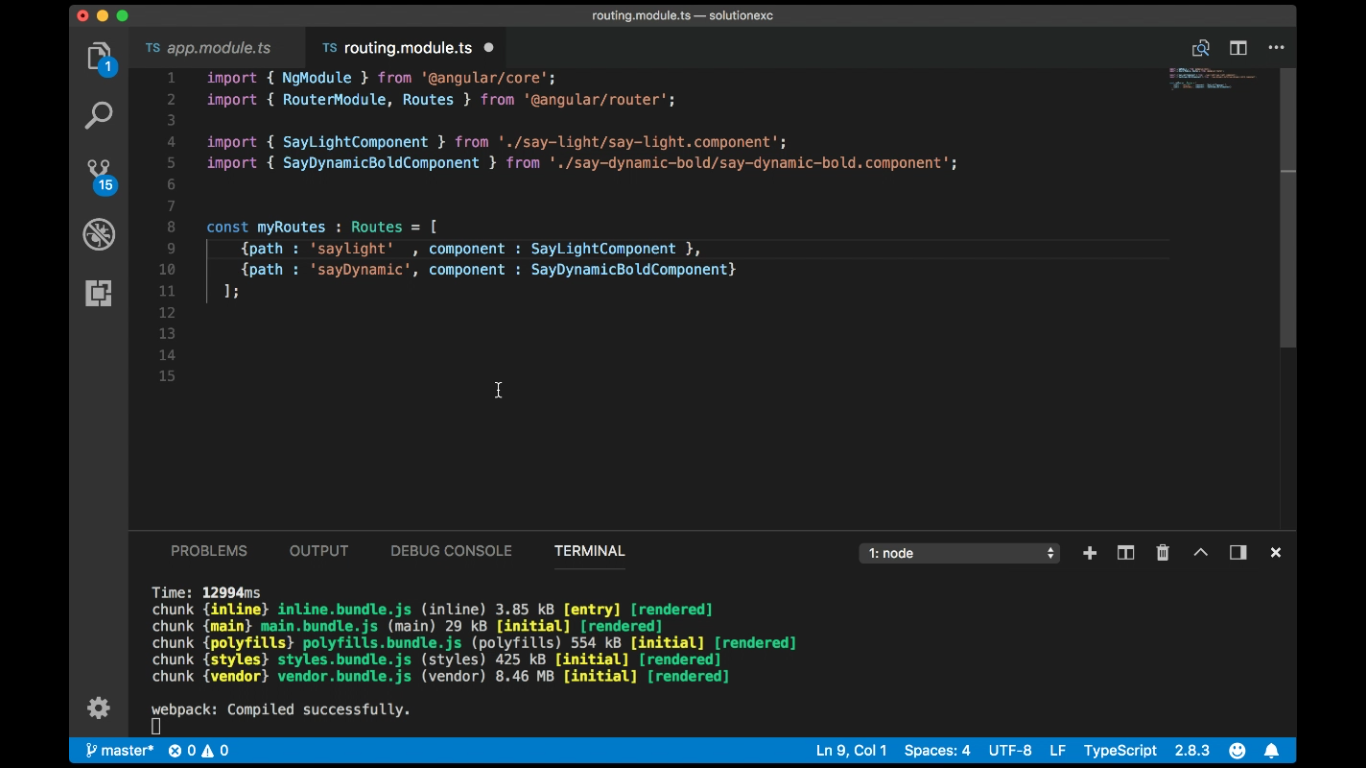 routing.module.ts — solutionexc
TS app.module.ts
TS routing.module.ts
1
15
1 import { NgModule } from '@angular/core';
2 import { RouterModule, Routes } from '@angular/router';
3
4 import { SayLightComponent } from './say-light/say-light.component';
5 import { SayDynamicBoldComponent } from './say-dynamic-bold/say-dynamic-bold.component';
6
7
8 const myRoutes : Routes = [
9 {path : 'saylight'  , component : SayLightComponent },
10 {path : 'sayDynamic', component : SayDynamicBoldComponent}
11 ];
12
13
14
15
PROBLEMS OUTPUT DEBUG CONSOLE TERMINAL 1: node
Time: 12994ms
chunk {inline} inline.bundle.js (inline) 3.85 kB [entry] [rendered]
chunk {main} main.bundle.js (main) 29 kB [initial] [rendered]
chunk {polyfills} polyfills.bundle.js (polyfills) 554 kB [initial] [rendered]
chunk {styles} styles.bundle.js (styles) 425 kB [initial] [rendered]
chunk {vendor} vendor.bundle.js (vendor) 8.46 MB [initial] [rendered]
webpack: Compiled successfully.
master* 0 0 Ln 9, Col 1 Spaces: 4 UTF-8 LF TypeScript 2.8.3